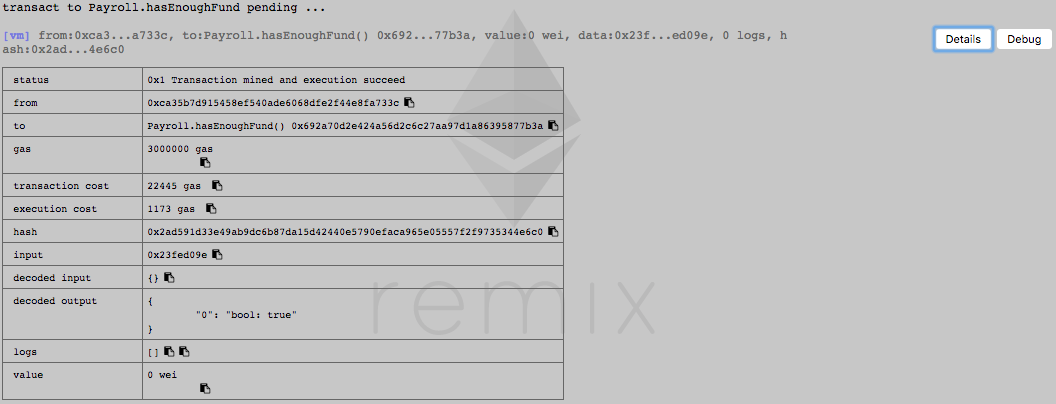 transact to Payroll.hasEnoughFund pending ...
[vm] from:0xca3...a733c, to:Payroll.hasEnoughFund() 0x692...77b3a, value:0 wei, data:0x23f...ed09e, 0 logs, h
ash:0x2ad...4e6c0
Details Debug
status 0x1 Transaction mined and execution succeed
from 0xca35b7d915458ef540ade6068dfe2f44e8fa733c
to Payroll.hasEnoughFund() 0x692a70d2e424a56d2c6c27aa97d1a86395877b3a
gas 3000000 gas
transaction cost 22445 gas
execution cost 1173 gas
hash 0x2ad591d33e49ab9dc6b87da15d42440e5790efaca965e05557f2f9735344e6c0
input 0x23fed09e
decoded input {}
decoded output {
"0": "bool: true"
}
logs []
value 0 wei
remix